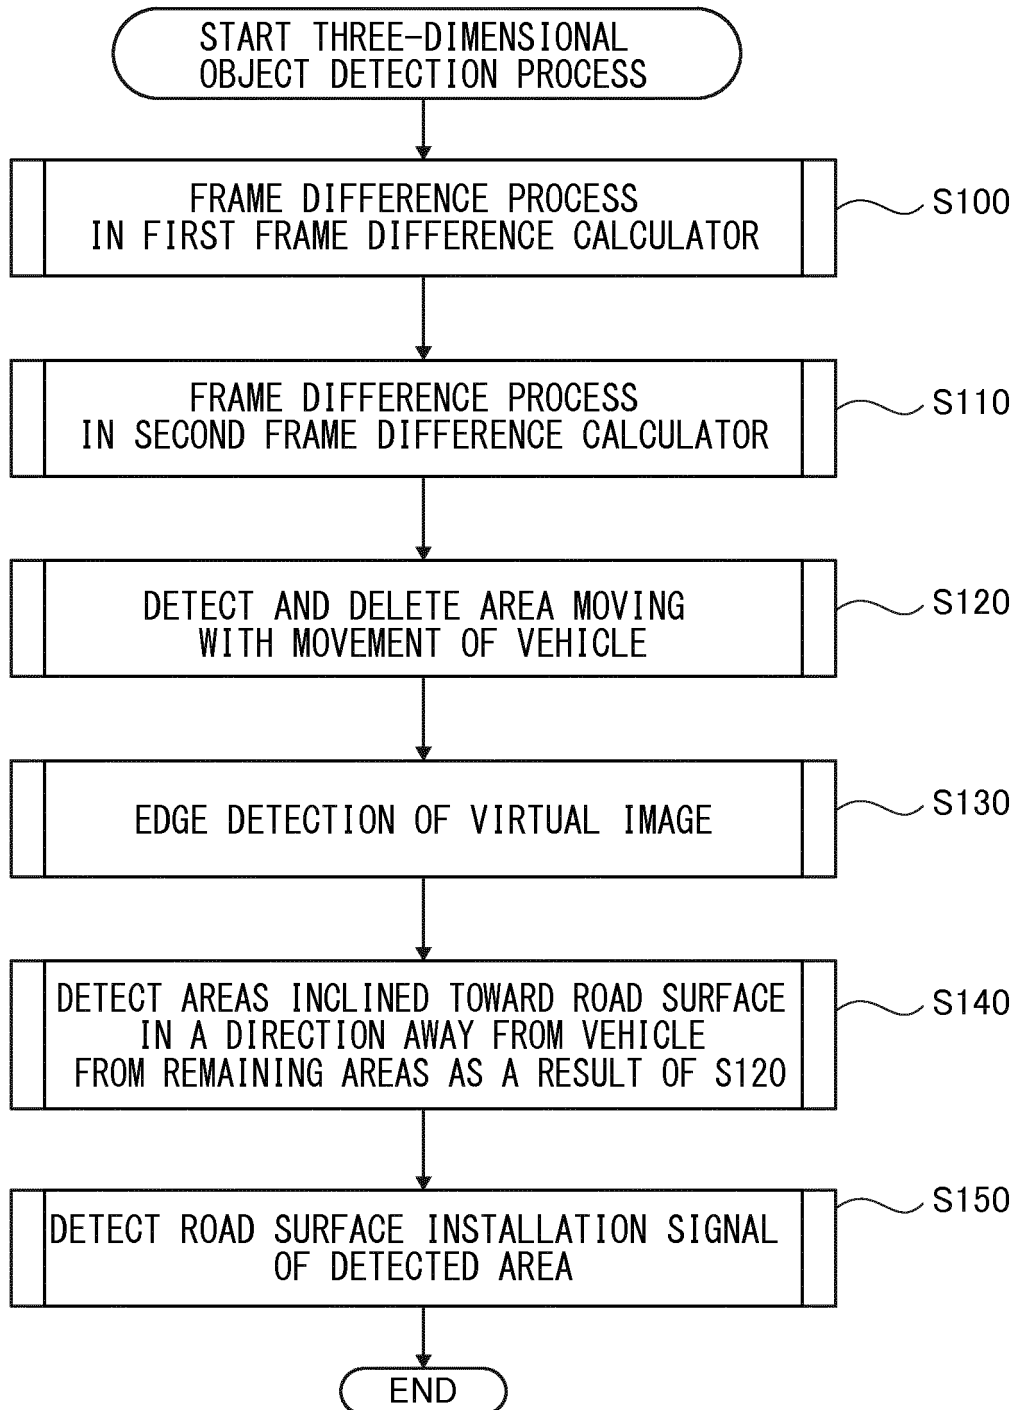 START THREE-DIMENSIONAL
OBJECT DETECTION PROCESS
FRAME DIFFERENCE PROCESS
IN FIRST FRAME DIFFERENCE CALCULATOR
S100
FRAME DIFFERENCE PROCESS
IN SECOND FRAME DIFFERENCE CALCULATOR
S110
DETECT AND DELETE AREA MOVING
WITH MOVEMENT OF VEHICLE
S120
EDGE DETECTION OF VIRTUAL IMAGE
S130
DETECT AREAS INCLINED TOWARD ROAD SURFACE
IN A DIRECTION AWAY FROM VEHICLE
FROM REMAINING AREAS AS A RESULT OF S120
S140
DETECT ROAD SURFACE INSTALLATION SIGNAL
OF DETECTED AREA
S150
END